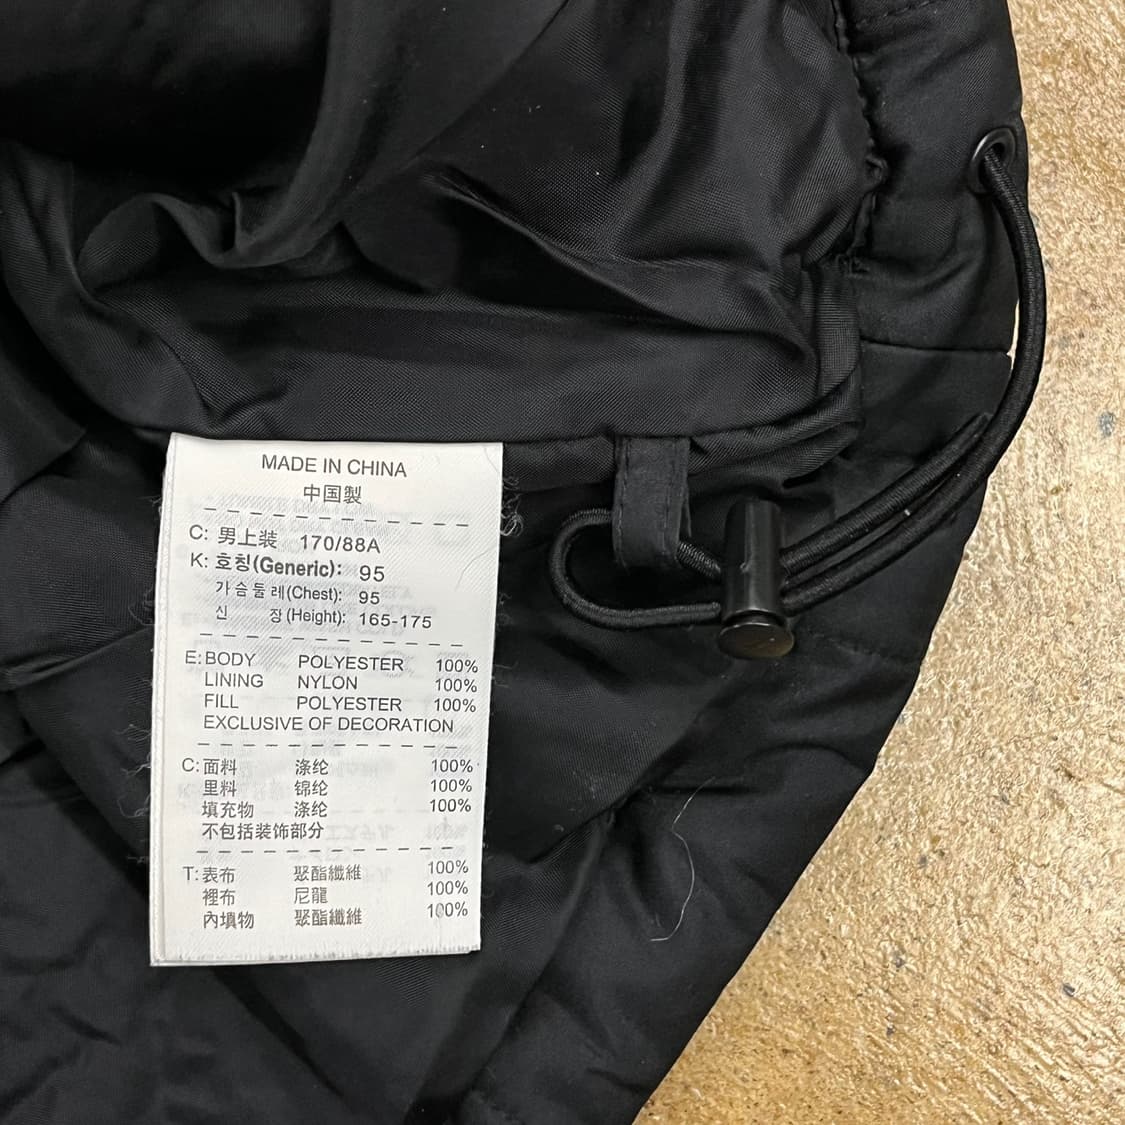 MADE IN CHINA
中国製
C: 男上装 170/88A
K: 호칭(Generic): 95
가슴둘레(Chest): 95
신 장(Height): 165-175
E: BODY POLYESTER 100%
LINING NYLON 100%
FILL POLYESTER 100%
EXCLUSIVE OF DECORATION
C: 面料 涤纶 100%
里料 锦纶 100%
填充物 涤纶 100%
不包括装饰部分
T: 表布 聚酯纖維 100%
裡布 尼龍 100%
內填物 聚酯纖維 100%